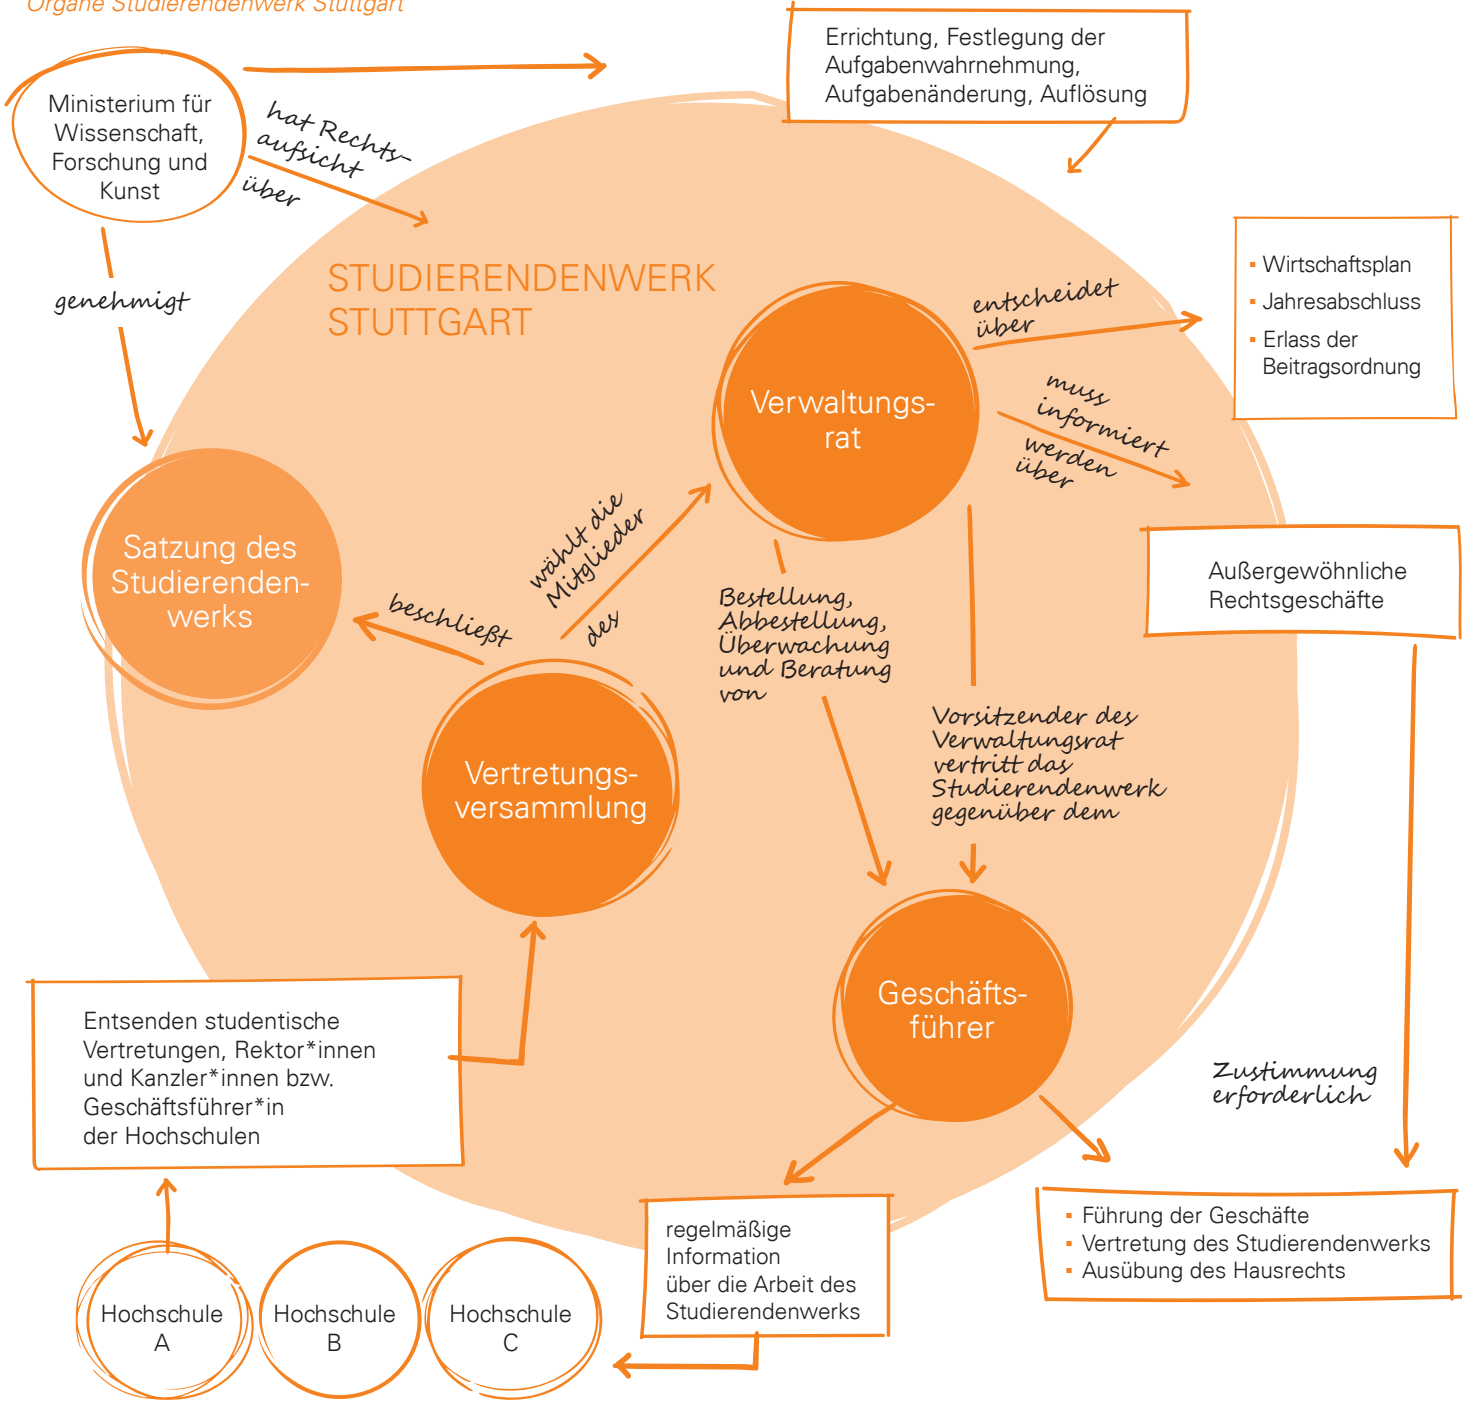 Organe Studierendenwerk Stuttgart
Errichtung, Festlegung der
Aufgabenwahrnehmung,
Aufgabenänderung, Auflösung
Ministerium für
Wissenschaft,
Forschung und
Kunst
hat Rechts-
aufsicht
über
genehmigt
STUDIERENDENWERK
STUTTGART
entscheidet
über
▪ Wirtschaftsplan
▪ Jahresabschluss
▪ Erlass der
Beitragsordnung
Verwaltungs-
rat
muss
informiert
werden
über
Satzung des
Studierenden-
werks
beschließt
wählt die
Mitglieder
des
Außergewöhnliche
Rechtsgeschäfte
Bestellung,
Abbestellung,
Überwachung
und Beratung
von
Vorsitzender des
Verwaltungsrat
vertritt das
Studierendenwerk
gegenüber dem
Vertretungs-
versammlung
Geschäfts-
führer
Entsenden studentische
Vertretungen, Rektor*innen
und Kanzler*innen bzw.
Geschäftsführer*in
der Hochschulen
Zustimmung
erforderlich
regelmäßige
Information
über die Arbeit des
Studierendenwerks
▪ Führung der Geschäfte
▪ Vertretung des Studierendenwerks
▪ Ausübung des Hausrechts
Hochschule
A
Hochschule
B
Hochschule
C